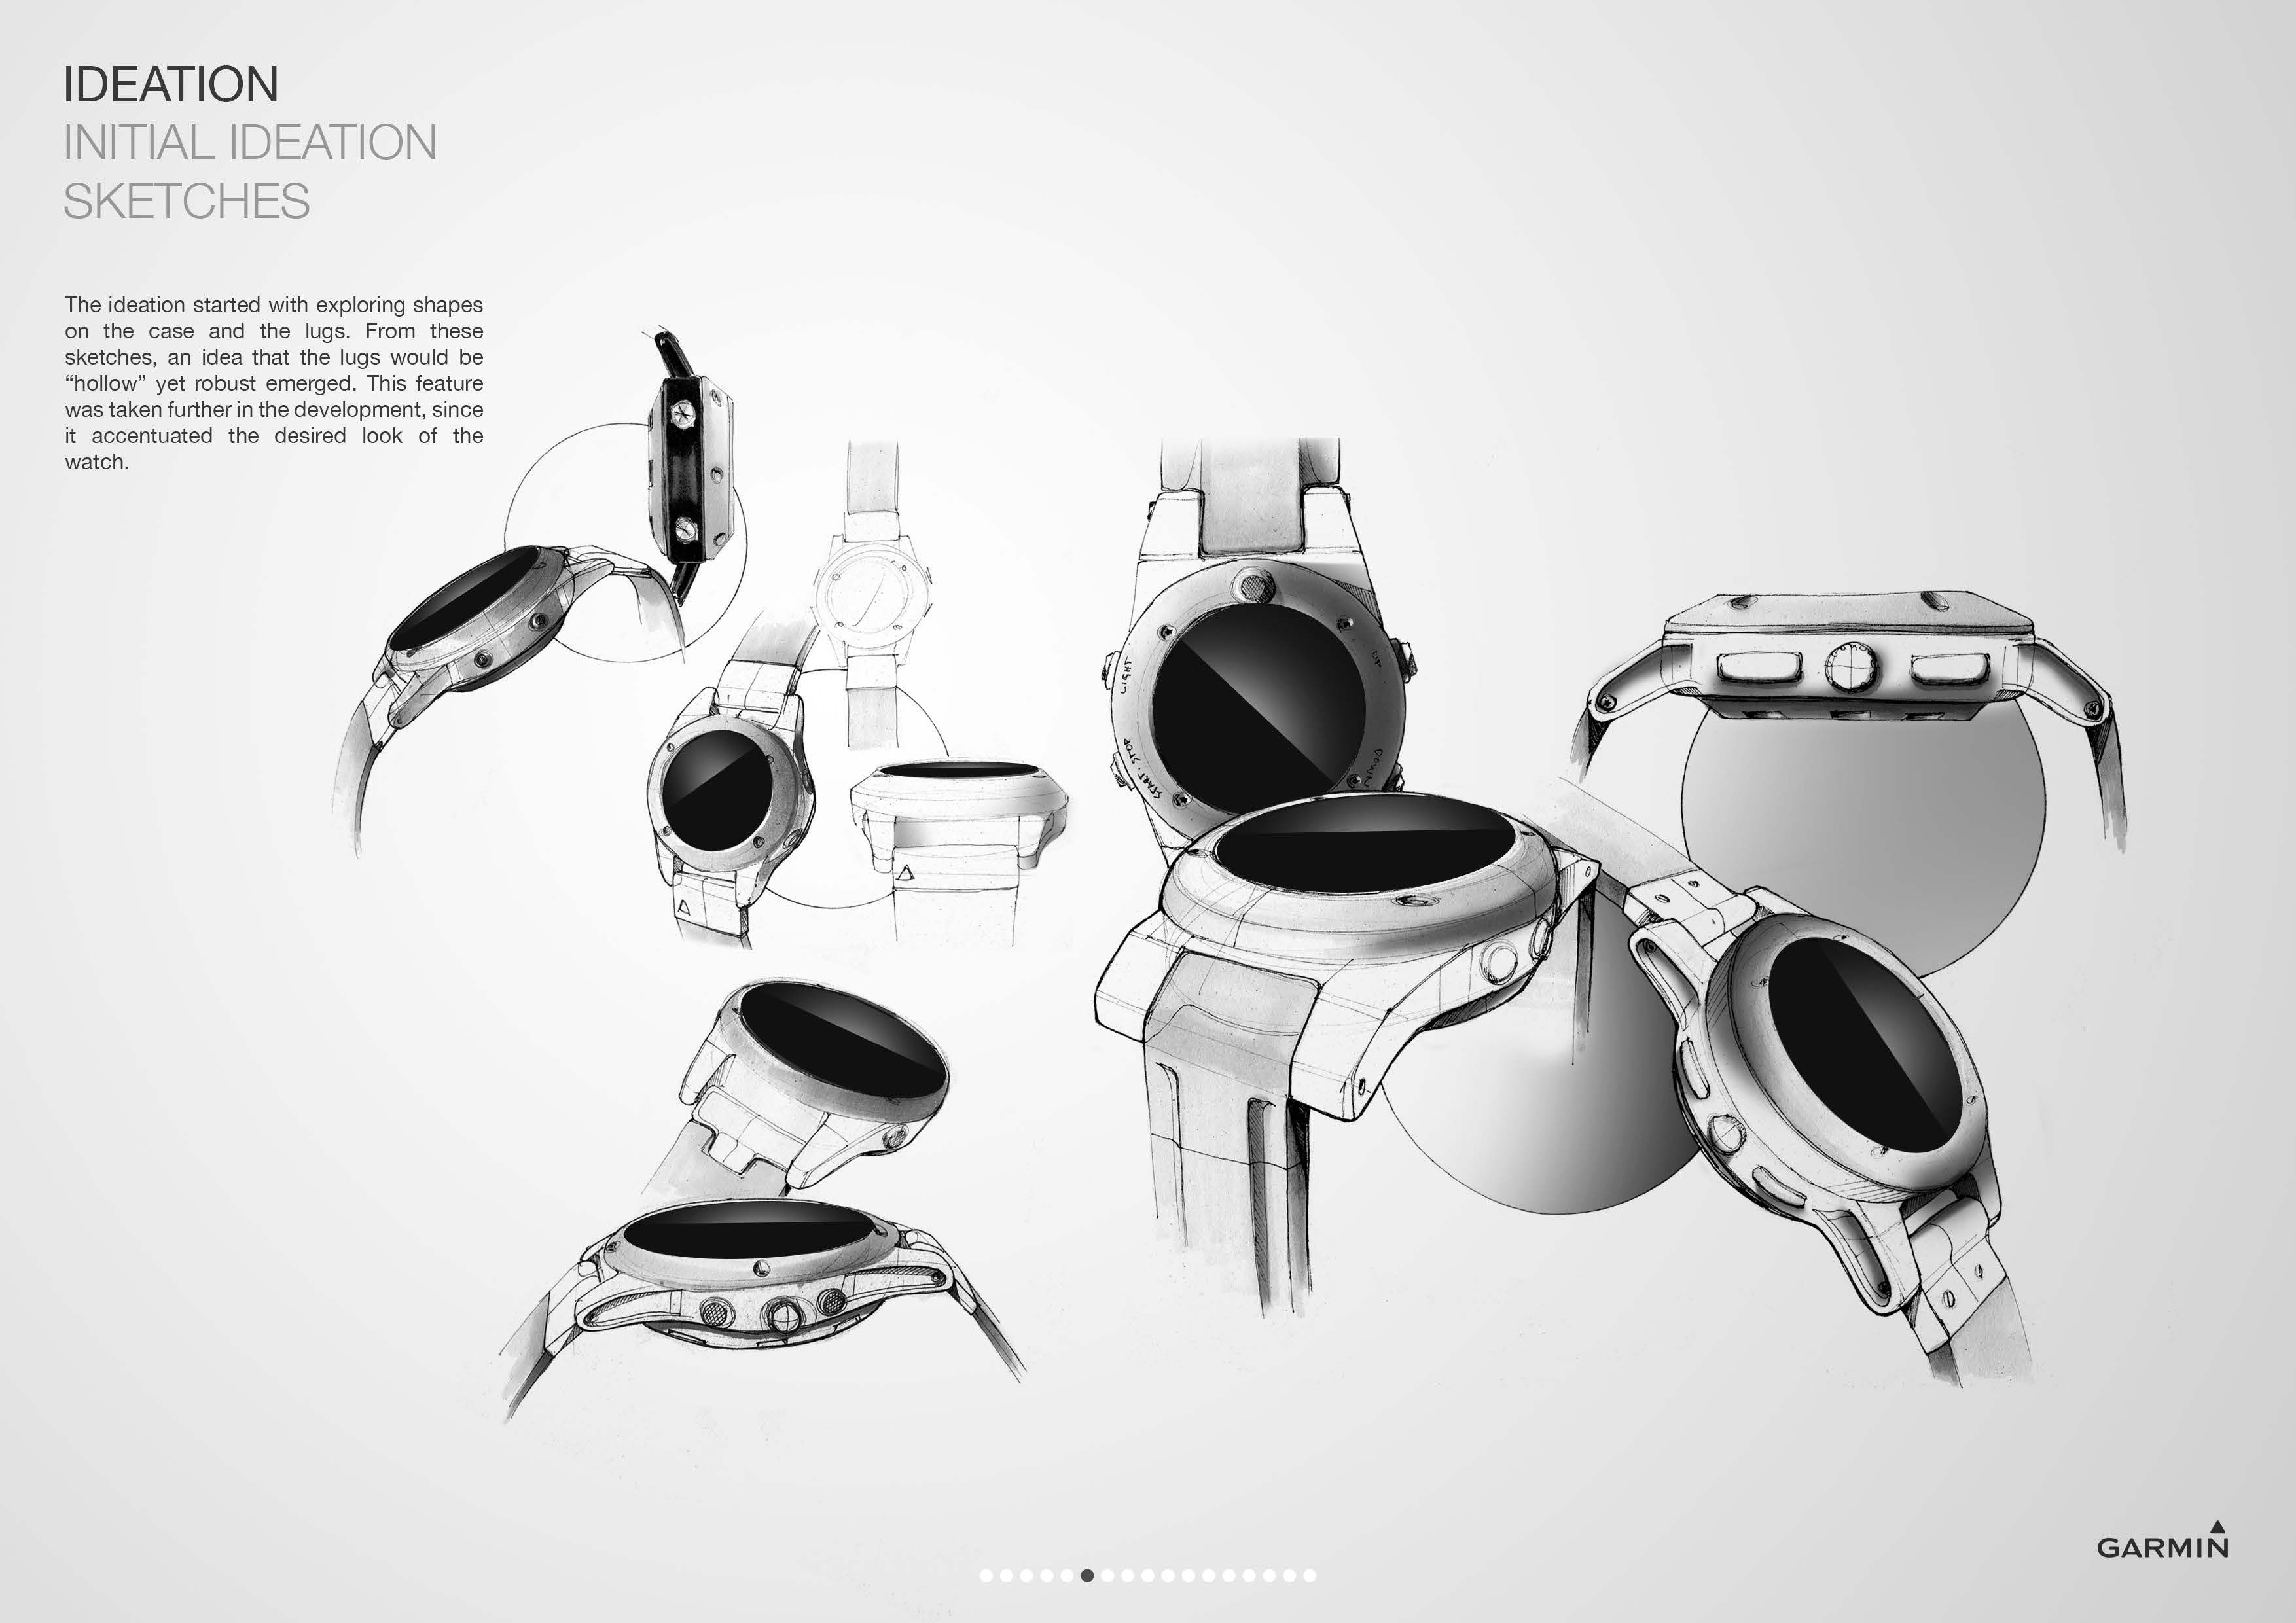 IDEATION
INITIAL IDEATION
SKETCHES
The ideation started with exploring shapes
on the case and the lugs. From these
sketches, an idea that the lugs would be
“hollow” yet robust emerged. This feature
was taken further in the development, since
it accentuated the desired look of the
watch.
LIGHT
UP
START·STOP
DOWN
GARMIN